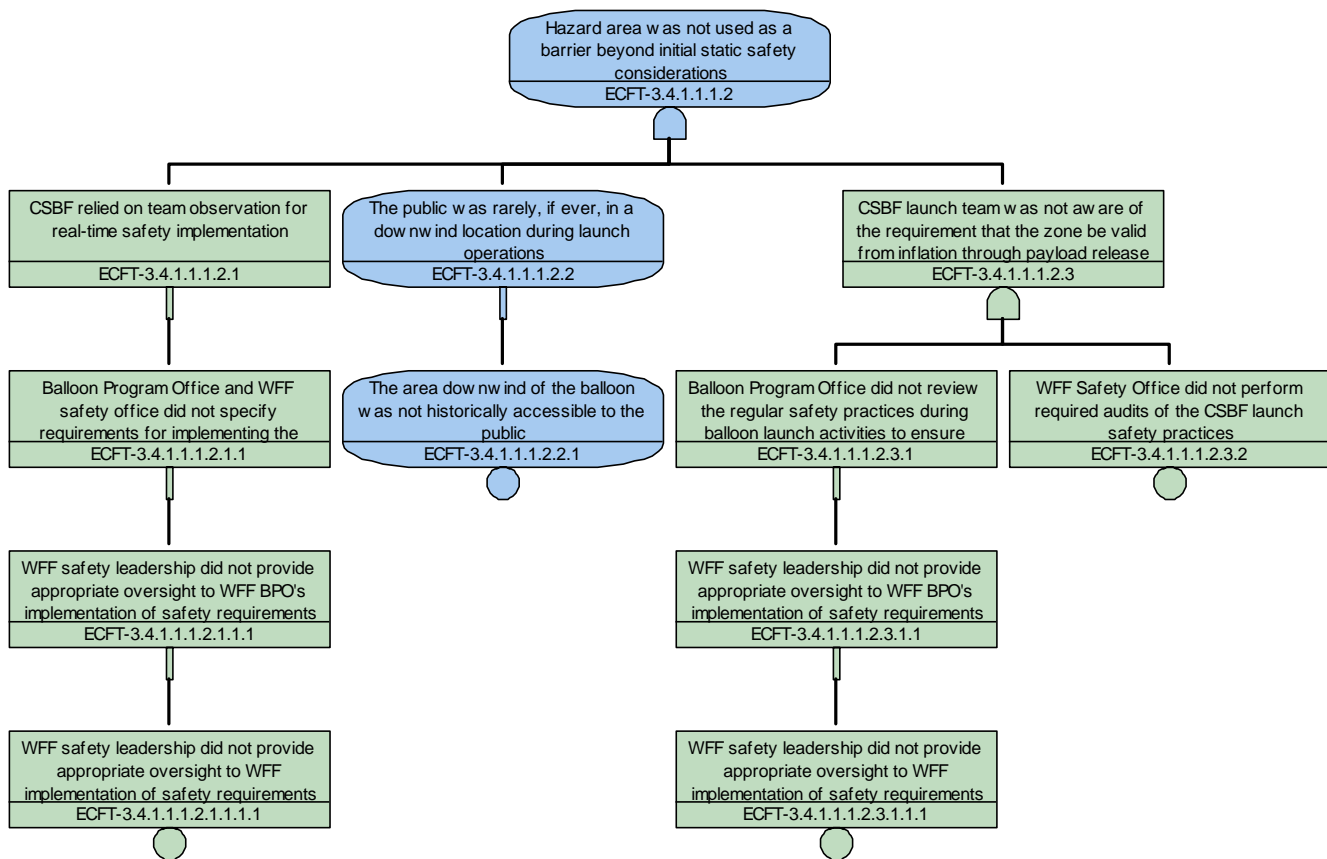 Hazard area was not used as a
barrier beyond initial static safety
considerations
ECFT-3.4.1.1.1.2
CSBF relied on team observation for
real-time safety implementation
ECFT-3.4.1.1.1.2.1
The public was rarely, if ever, in a
downwind location during launch
operations
ECFT-3.4.1.1.1.2.2
CSBF launch team was not aware of
the requirement that the zone be valid
from inflation through payload release
ECFT-3.4.1.1.1.2.3
Balloon Program Office and WFF
safety office did not specify
requirements for implementing the
ECFT-3.4.1.1.1.2.1.1
The area downwind of the balloon
was not historically accessible to the
public
ECFT-3.4.1.1.1.2.2.1
Balloon Program Office did not review
the regular safety practices during
balloon launch activities to ensure
ECFT-3.4.1.1.1.2.3.1
WFF Safety Office did not perform
required audits of the CSBF launch
safety practices
ECFT-3.4.1.1.1.2.3.2
WFF safety leadership did not provide
appropriate oversight to WFF BPO's
implementation of safety requirements
ECFT-3.4.1.1.1.2.1.1.1
WFF safety leadership did not provide
appropriate oversight to WFF BPO's
implementation of safety requirements
ECFT-3.4.1.1.1.2.3.1.1
WFF safety leadership did not provide
appropriate oversight to WFF
implementation of safety requirements
ECFT-3.4.1.1.1.2.1.1.1.1
WFF safety leadership did not provide
appropriate oversight to WFF
implementation of safety requirements
ECFT-3.4.1.1.1.2.3.1.1.1